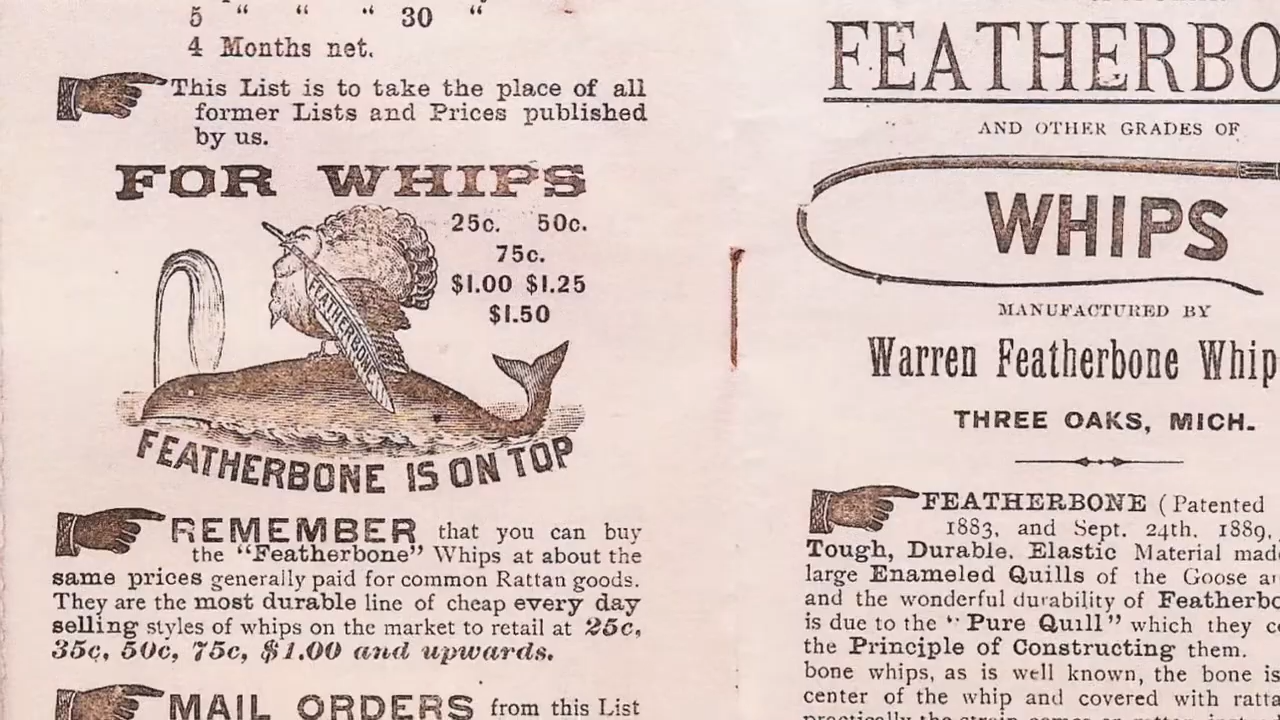 5 " " " 30 "
4 Months net.
This List is to take the place of all
former Lists and Prices published
by us.
FOR WHIPS
25c. 50c.
75c.
$1.00 $1.25
$1.50
FEATHERBONE
FEATHERBONE IS ON TOP
REMEMBER that you can buy
the "Featherbone" Whips at about the
same prices generally paid for common Rattan goods.
They are the most durable line of cheap every day
selling styles of whips on the market to retail at 25c,
35c, 50c, 75c, $1.00 and upwards.
MAIL ORDERS from this List
FEATHERBO
AND OTHER GRADES OF
WHIPS
MANUFACTURED BY
Warren Featherbone Whip
THREE OAKS, MICH.
FEATHERBONE (Patented
1883, and Sept. 24th. 1889,
Tough, Durable. Elastic Material mad
large Enameled Quills of the Goose a
and the wonderful durability of Featherbo
is due to the "Pure Quill" which they c
the Principle of Constructing them.
bone whips, as is well known, the bone is
center of the whip and covered with ratta
practically the strain comes